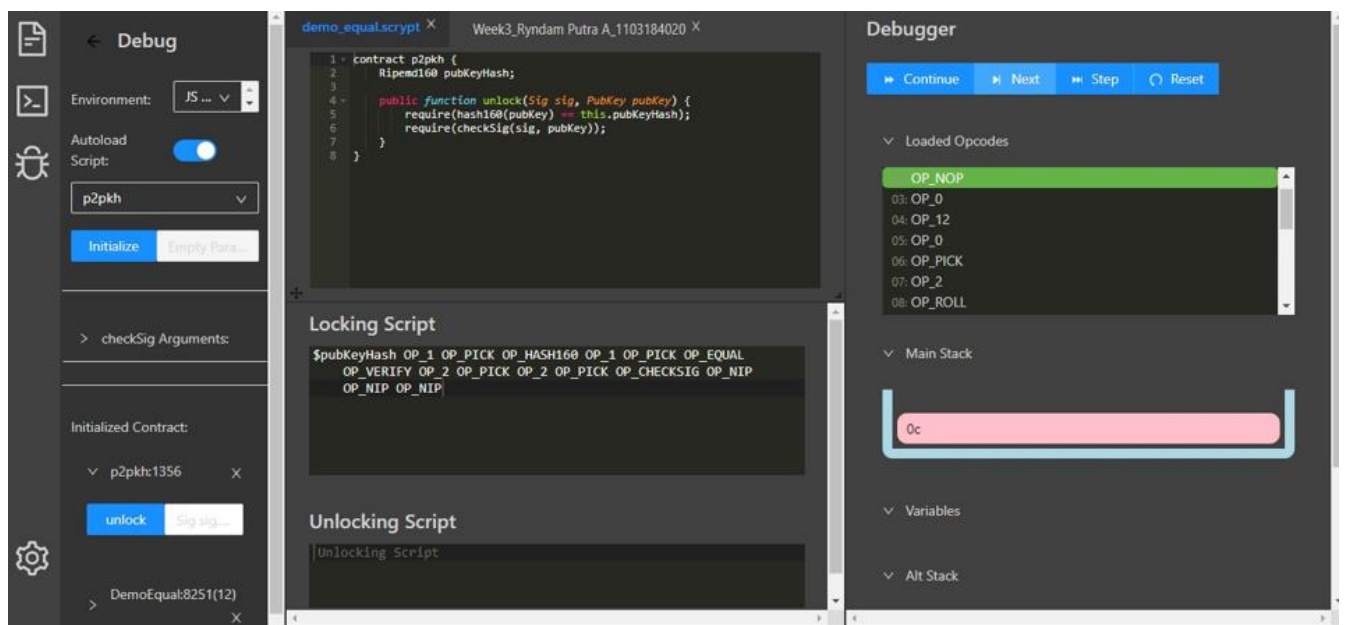 Debug
Environment:
JS ...
Autoload
Script:
p2pkh
Initialize
Empty Para...
checkSig Arguments:
Initialized Contract:
p2pkh:1356
X
unlock
Sig sig,...
DemoEqual:8251(12)
X
demo_equal.scrypt X
Week3_Ryndam Putra A_1103184020 X
1 contract p2pkh {
2 Ripemd160 pubKeyHash;
3
4 public function unlock(Sig sig, PubKey pubKey) {
5 require(hash160(pubKey) == this.pubKeyHash);
6 require(checkSig(sig, pubKey));
7 }
8 }
Locking Script
$pubKeyHash OP_1 OP_PICK OP_HASH160 OP_1 OP_PICK OP_EQUAL
OP_VERIFY OP_2 OP_PICK OP_2 OP_PICK OP_CHECKSIG OP_NIP
OP_NIP OP_NIP
Unlocking Script
Unlocking Script
Debugger
Continue
Next
Step
Reset
Loaded Opcodes
OP_NOP
03: OP_0
04: OP_12
05: OP_0
06: OP_PICK
07: OP_2
08: OP_ROLL
Main Stack
0c
Variables
Alt Stack